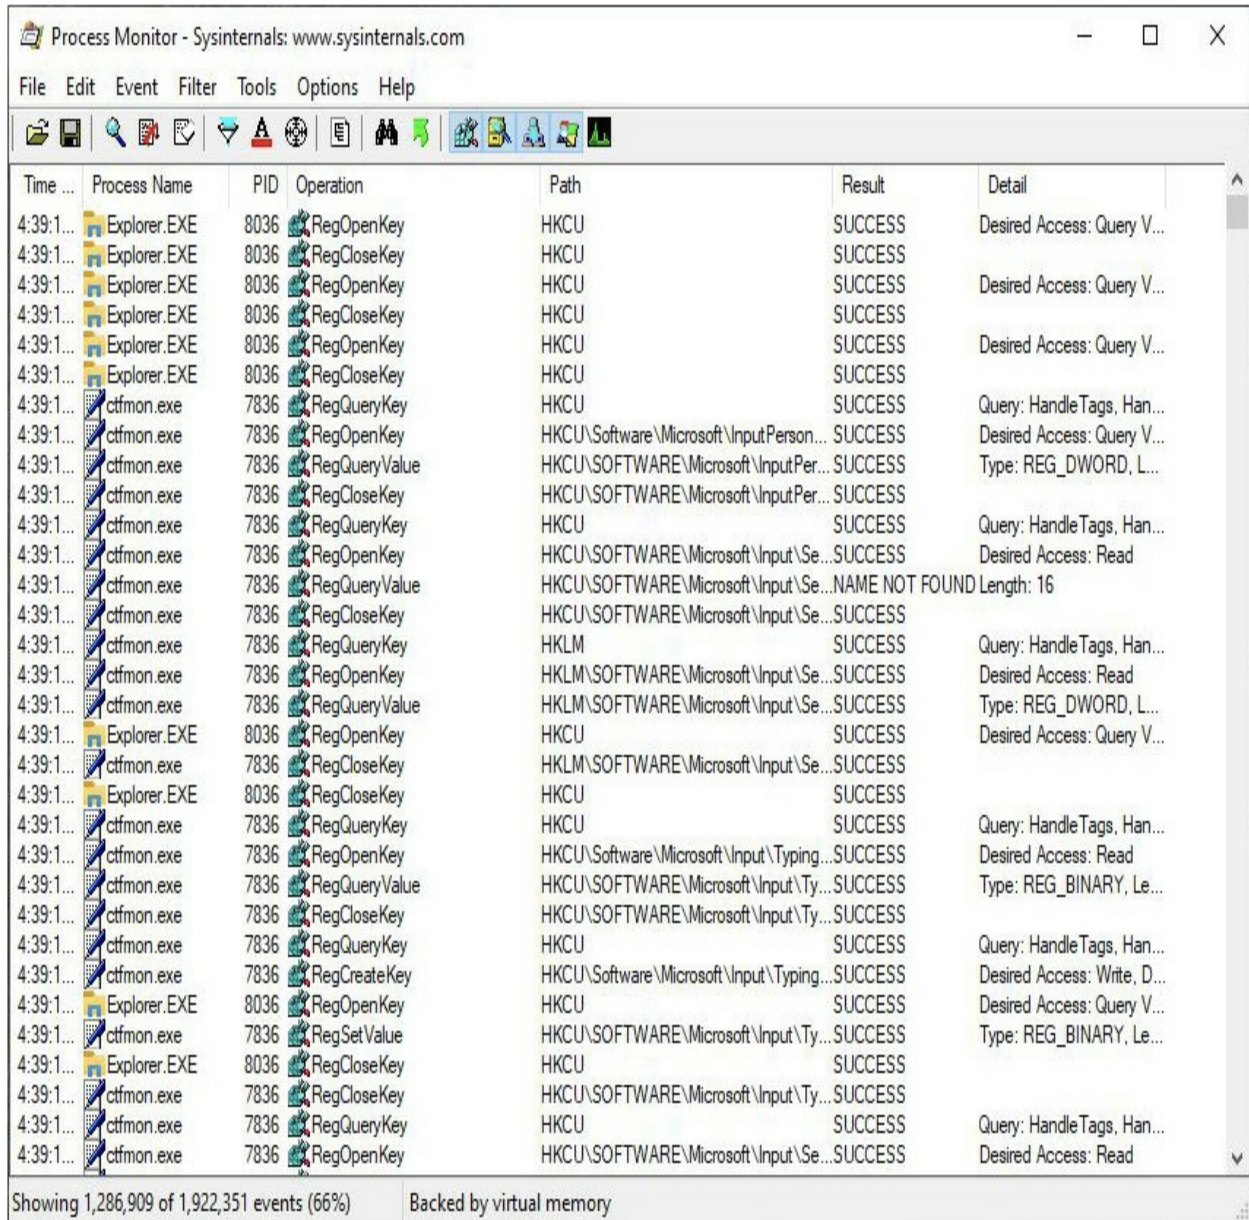 Process Monitor - Sysinternals: www.sysinternals.com
File Edit Event Filter Tools Options Help
Time ... Process Name PID Operation Path Result Detail
4:39:1... Explorer.EXE 8036 RegOpenKey HKCU SUCCESS Desired Access: Query V...
4:39:1... Explorer.EXE 8036 RegCloseKey HKCU SUCCESS
4:39:1... Explorer.EXE 8036 RegOpenKey HKCU SUCCESS Desired Access: Query V...
4:39:1... Explorer.EXE 8036 RegCloseKey HKCU SUCCESS
4:39:1... Explorer.EXE 8036 RegOpenKey HKCU SUCCESS Desired Access: Query V...
4:39:1... Explorer.EXE 8036 RegCloseKey HKCU SUCCESS
4:39:1... ctfmon.exe 7836 RegQueryKey HKCU SUCCESS Query: HandleTags, Han...
4:39:1... ctfmon.exe 7836 RegOpenKey HKCU\Software\Microsoft\InputPerson... SUCCESS Desired Access: Query V...
4:39:1... ctfmon.exe 7836 RegQueryValue HKCU\SOFTWARE\Microsoft\InputPer... SUCCESS Type: REG_DWORD, L...
4:39:1... ctfmon.exe 7836 RegCloseKey HKCU\SOFTWARE\Microsoft\InputPer... SUCCESS
4:39:1... ctfmon.exe 7836 RegQueryKey HKCU SUCCESS Query: HandleTags, Han...
4:39:1... ctfmon.exe 7836 RegOpenKey HKCU\SOFTWARE\Microsoft\Input\Se... SUCCESS Desired Access: Read
4:39:1... ctfmon.exe 7836 RegQueryValue HKCU\SOFTWARE\Microsoft\Input\Se... NAME NOT FOUND Length: 16
4:39:1... ctfmon.exe 7836 RegCloseKey HKCU\SOFTWARE\Microsoft\Input\Se... SUCCESS
4:39:1... ctfmon.exe 7836 RegQueryKey HKLM SUCCESS Query: HandleTags, Han...
4:39:1... ctfmon.exe 7836 RegOpenKey HKLM\SOFTWARE\Microsoft\Input\Se... SUCCESS Desired Access: Read
4:39:1... ctfmon.exe 7836 RegQueryValue HKLM\SOFTWARE\Microsoft\Input\Se... SUCCESS Type: REG_DWORD, L...
4:39:1... Explorer.EXE 8036 RegOpenKey HKCU SUCCESS Desired Access: Query V...
4:39:1... ctfmon.exe 7836 RegCloseKey HKLM\SOFTWARE\Microsoft\Input\Se... SUCCESS
4:39:1... Explorer.EXE 8036 RegCloseKey HKCU SUCCESS
4:39:1... ctfmon.exe 7836 RegQueryKey HKCU SUCCESS Query: HandleTags, Han...
4:39:1... ctfmon.exe 7836 RegOpenKey HKCU\Software\Microsoft\Input\Typing... SUCCESS Desired Access: Read
4:39:1... ctfmon.exe 7836 RegQueryValue HKCU\SOFTWARE\Microsoft\Input\Ty... SUCCESS Type: REG_BINARY, Le...
4:39:1... ctfmon.exe 7836 RegCloseKey HKCU\SOFTWARE\Microsoft\Input\Ty... SUCCESS
4:39:1... ctfmon.exe 7836 RegQueryKey HKCU SUCCESS Query: HandleTags, Han...
4:39:1... ctfmon.exe 7836 RegCreateKey HKCU\Software\Microsoft\Input\Typing... SUCCESS Desired Access: Write, D...
4:39:1... Explorer.EXE 8036 RegOpenKey HKCU SUCCESS Desired Access: Query V...
4:39:1... ctfmon.exe 7836 RegSetValue HKCU\SOFTWARE\Microsoft\Input\Ty... SUCCESS Type: REG_BINARY, Le...
4:39:1... Explorer.EXE 8036 RegCloseKey HKCU SUCCESS
4:39:1... ctfmon.exe 7836 RegCloseKey HKCU\SOFTWARE\Microsoft\Input\Ty... SUCCESS
4:39:1... ctfmon.exe 7836 RegQueryKey HKCU SUCCESS Query: HandleTags, Han...
4:39:1... ctfmon.exe 7836 RegOpenKey HKCU\SOFTWARE\Microsoft\Input\Se... SUCCESS Desired Access: Read
Showing 1,286,909 of 1,922,351 events (66%) Backed by virtual memory